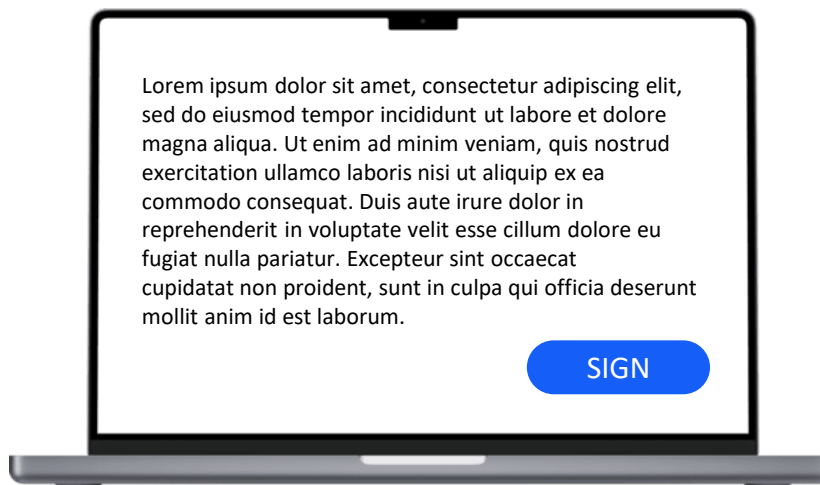 Lorem ipsum dolor sit amet, consectetur adipiscing elit,
sed do eiusmod tempor incididunt ut labore et dolore
magna aliqua. Ut enim ad minim veniam, quis nostrud
exercitation ullamco laboris nisi ut aliquip ex ea
commodo consequat. Duis aute irure dolor in
reprehenderit in voluptate velit esse cillum dolore eu
fugiat nulla pariatur. Excepteur sint occaecat
cupidatat non proident, sunt in culpa qui officia deserunt
mollit anim id est laborum.
SIGN